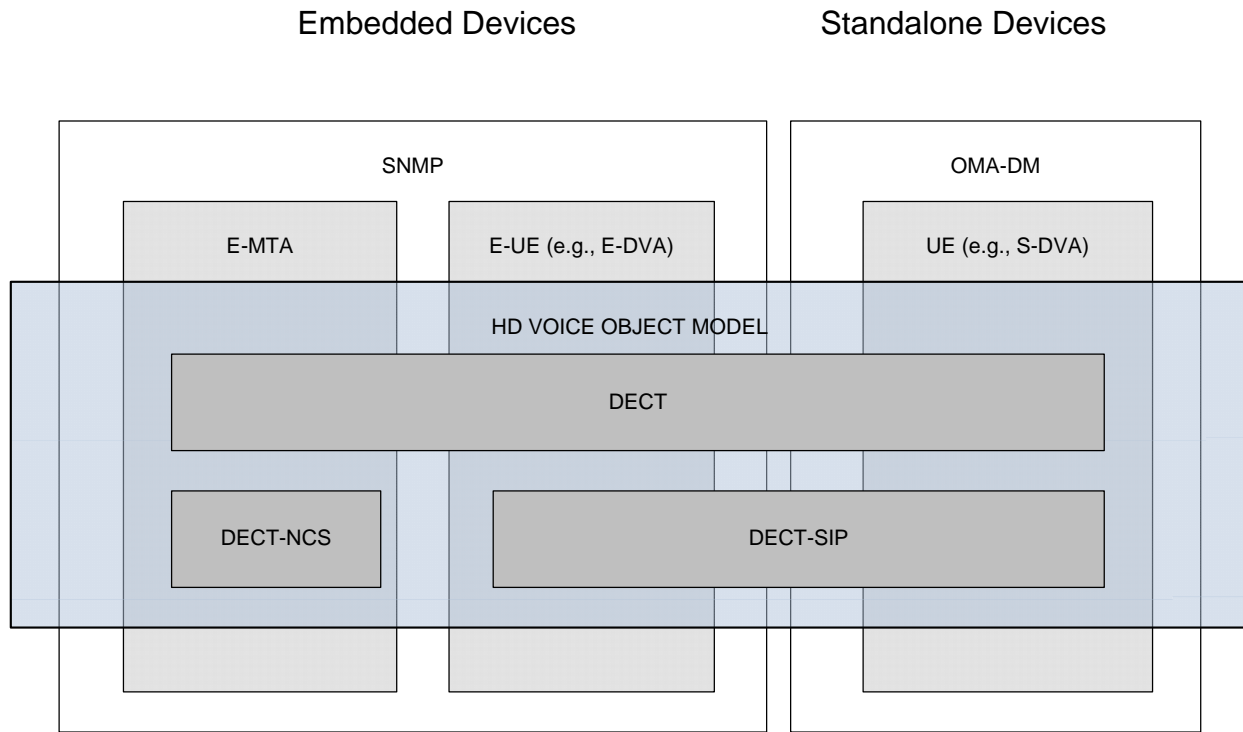 Embedded Devices
Standalone Devices
SNMP
OMA-DM
E-MTA
E-UE (e.g., E-DVA)
UE (e.g., S-DVA)
HD VOICE OBJECT MODEL
DECT
DECT-NCS
DECT-SIP